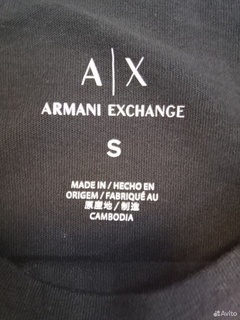 A|X
ARMANI EXCHANGE
S
MADE IN / HECHO EN
ORIGEM / FABRIQUÉ AU
原産地 / 制造
CAMBODIA
Avito